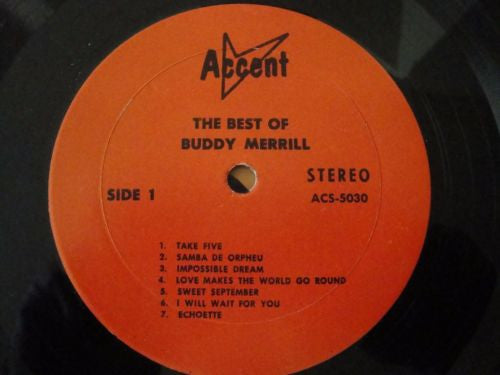 Accent
THE BEST OF
BUDDY MERRILL
STEREO
SIDE 1
ACS-5030
1. TAKE FIVE
2. SAMBA DE ORPHEU
3. IMPOSSIBLE DREAM
4. LOVE MAKES THE WORLD GO ROUND
5. SWEET SEPTEMBER
6. I WILL WAIT FOR YOU
7. ECHOETTE